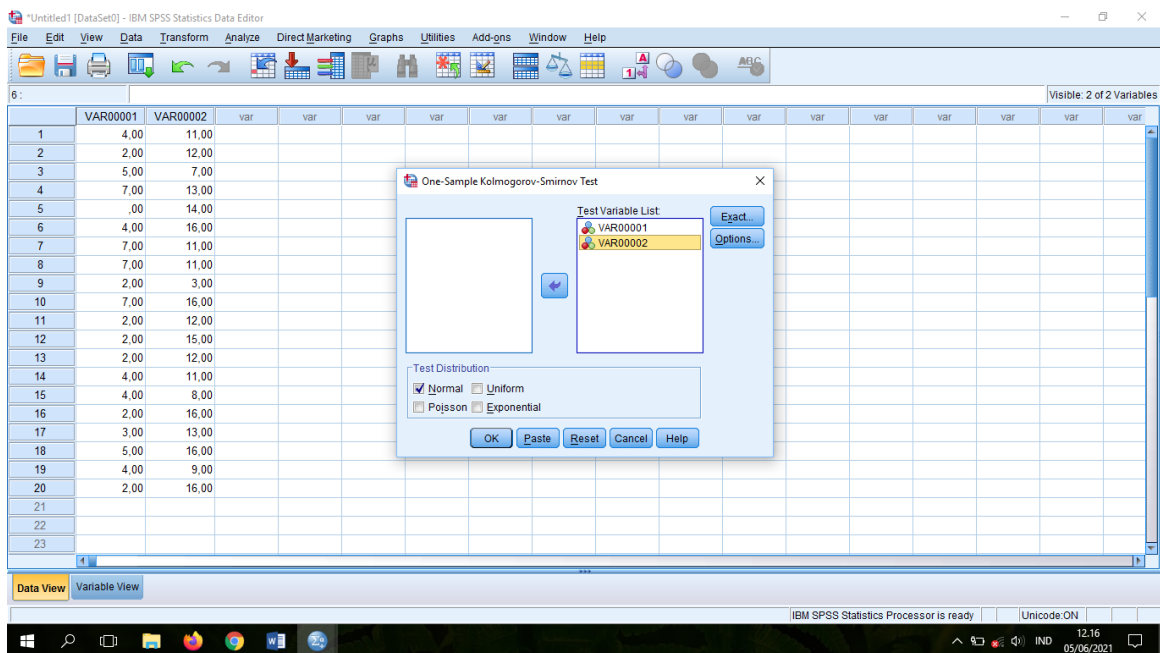 *Untitled1 [DataSet0] - IBM SPSS Statistics Data Editor
File Edit View Data Transform Analyze Direct Marketing Graphs Utilities Add-ons Window Help
6 :
Visible: 2 of 2 Variables
VAR00001 VAR00002 var var var var var var var var var var var var var var var
1 4,00 11,00
2 2,00 12,00
3 5,00 7,00
4 7,00 13,00
5 ,00 14,00
6 4,00 16,00
7 7,00 11,00
8 7,00 11,00
9 2,00 3,00
10 7,00 16,00
11 2,00 12,00
12 2,00 15,00
13 2,00 12,00
14 4,00 11,00
15 4,00 8,00
16 2,00 16,00
17 3,00 13,00
18 5,00 16,00
19 4,00 9,00
20 2,00 16,00
21
22
23
One-Sample Kolmogorov-Smirnov Test
Test Variable List:
VAR00001
VAR00002
Exact...
Options...
Test Distribution
Normal Uniform
Poisson Exponential
OK Paste Reset Cancel Help
Data View Variable View
IBM SPSS Statistics Processor is ready Unicode:ON
IND 12.16
05/06/2021